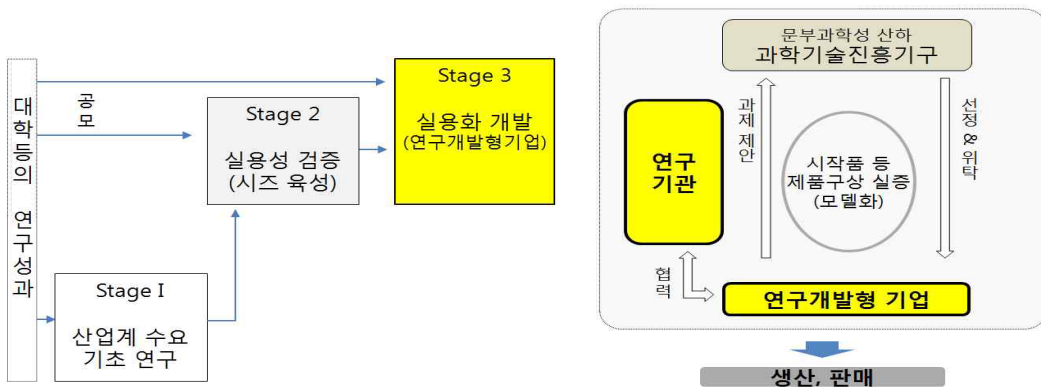 대학등의 연구성과
공모
Stage 3
실용화 개발
(연구개발형기업)
Stage 2
실용성 검증
(시즈 육성)
Stage I
산업계 수요
기초 연구
문부과학성 산하
과학기술진흥기구
연구
기관
과제 제안
시작품 등
제품구상 실증
(모델화)
선정 & 위탁
협력
연구개발형 기업
생산, 판매